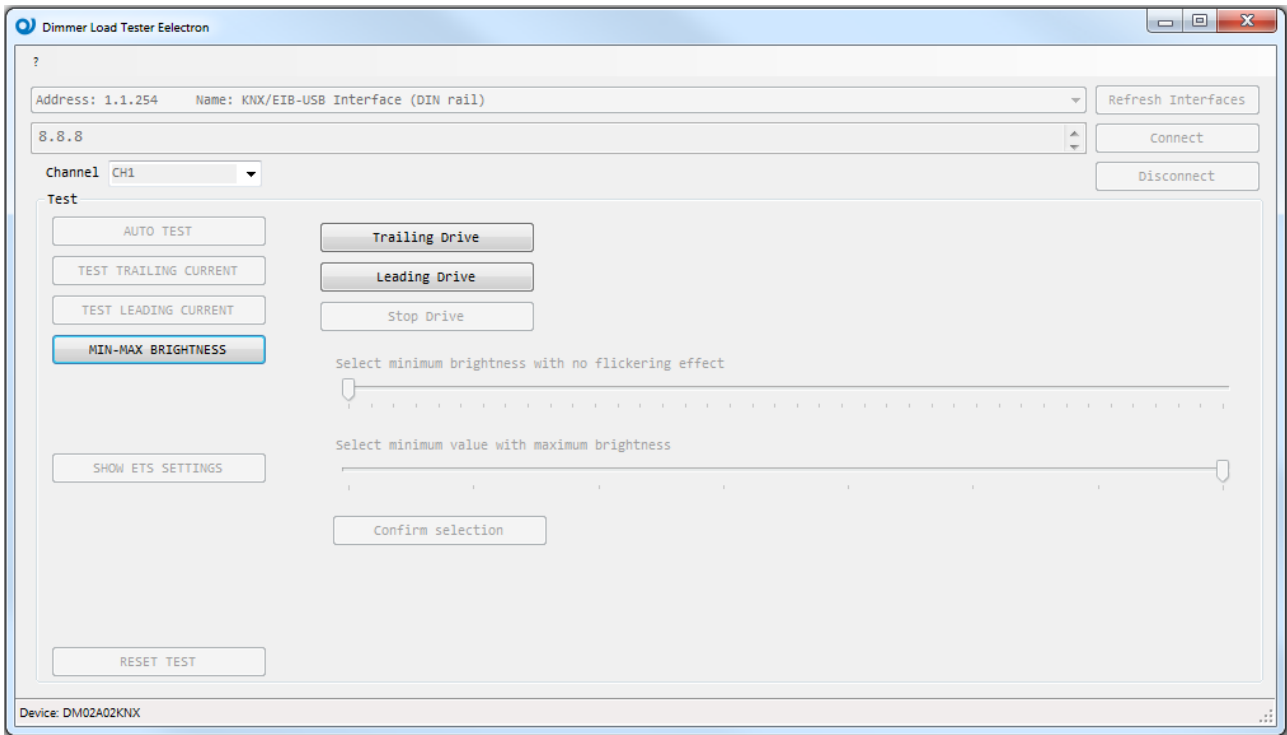 Dimmer Load Tester Eelectron
?
Address: 1.1.254 Name: KNX/EIB-USB Interface (DIN rail)
Refresh Interfaces
8.8.8
Connect
Channel CH1
Disconnect
Test
AUTO TEST
Trailing Drive
TEST TRAILING CURRENT
Leading Drive
TEST LEADING CURRENT
Stop Drive
MIN-MAX BRIGHTNESS
Select minimum brightness with no flickering effect
Select minimum value with maximum brightness
SHOW ETS SETTINGS
Confirm selection
RESET TEST
Device: DM02A02KNX